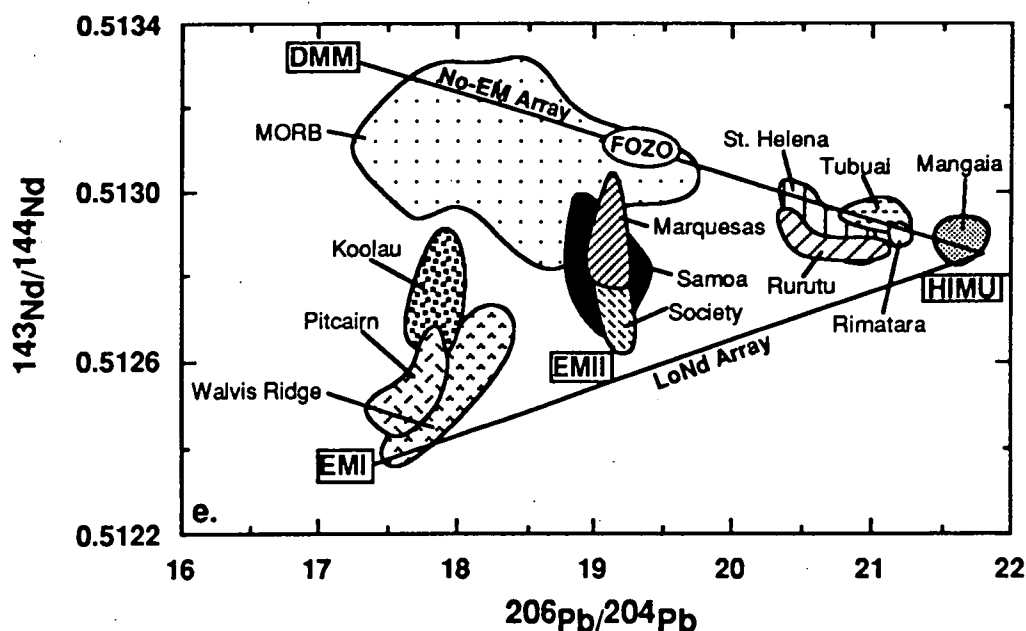 0.5134
0.5130
0.5126
0.5122
143Nd/144Nd
DMM
No-EM Array
MORB
FOZO
St. Helena
Tubuai
Mangaia
Koolau
Marquesas
Samoa
Rurutu
HIMU
Pitcairn
Society
Rimatara
EMII
LoNd Array
Walvis Ridge
EMI
e.
16 17 18 19 20 21 22
206Pb/204Pb